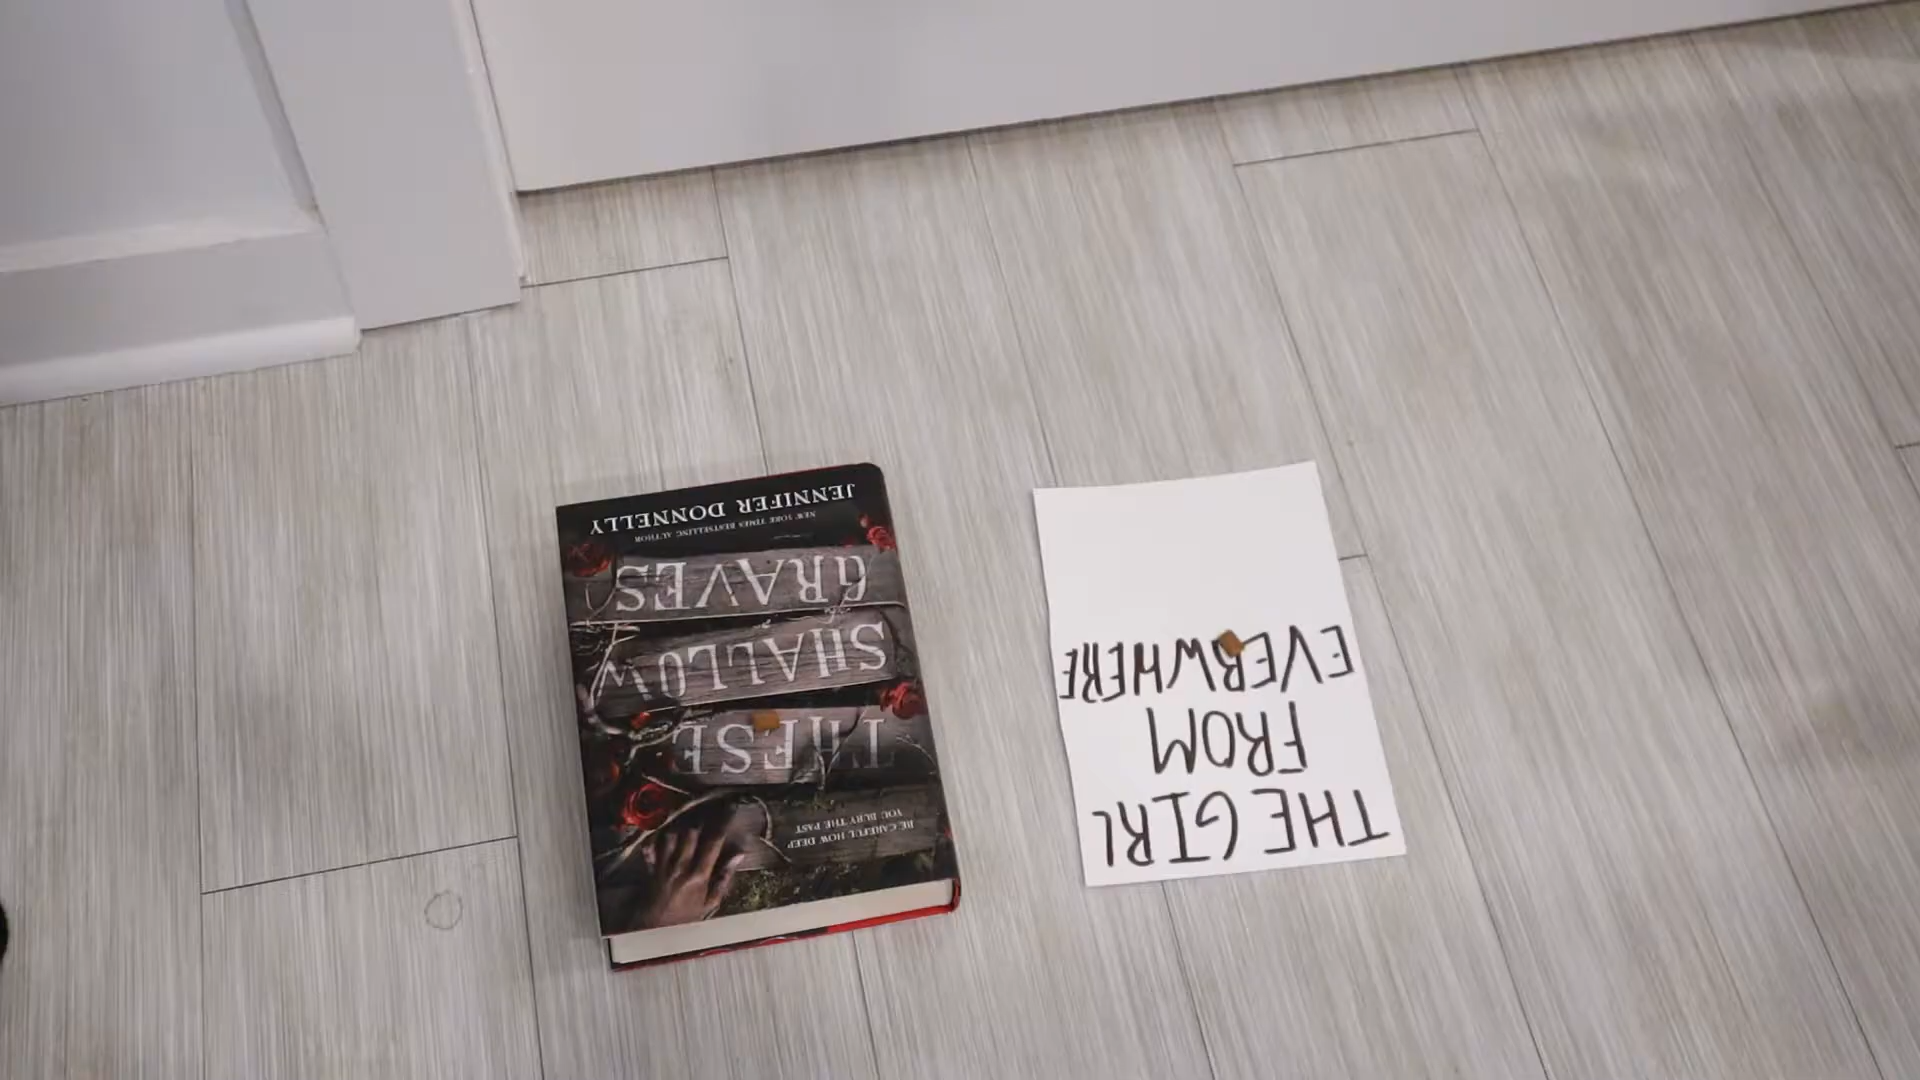 BE CAREFUL HOW DEEP
YOU BURY THE PAST
THESE
SHALLOW
GRAVES
NEW YORK TIMES BESTSELLING AUTHOR
JENNIFER DONNELLY
THE GIRL
FROM
EVERWHERE